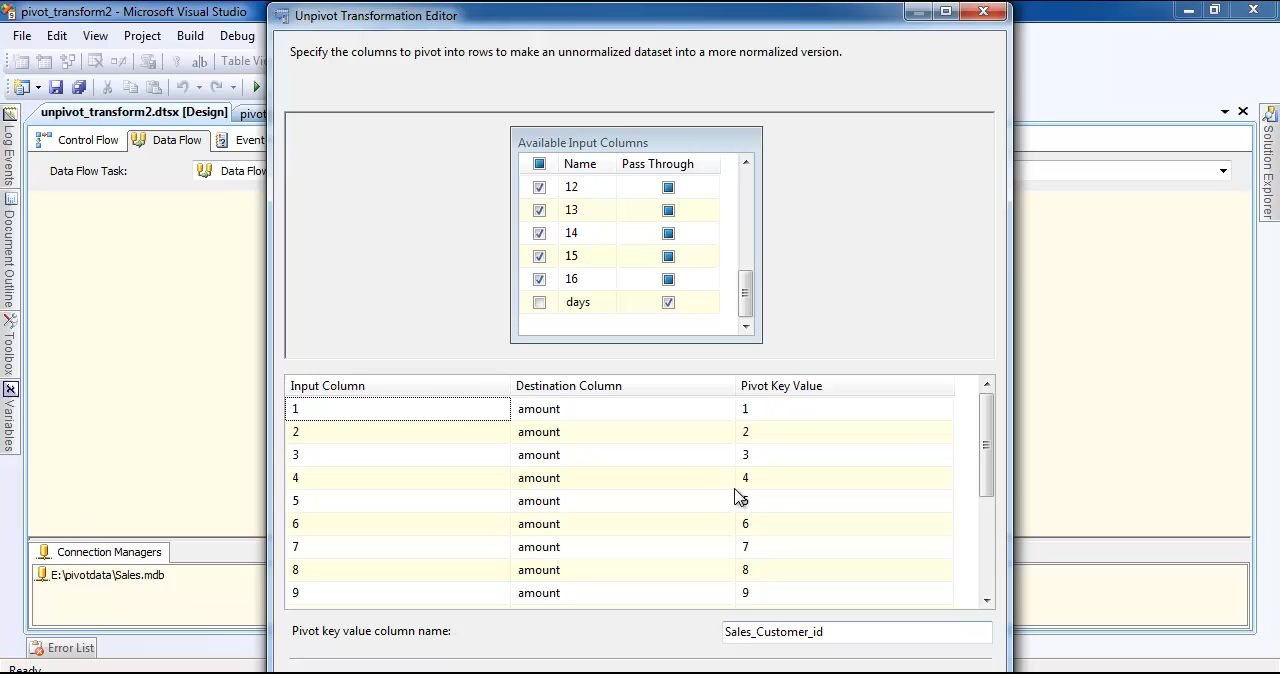 pivot_transform2 - Microsoft Visual Studio
Unpivot Transformation Editor
File Edit View Project Build Debug
Specify the columns to pivot into rows to make an unnormalized dataset into a more normalized version.
Table Vi
unpivot_transform2.dtsx [Design] pivot
Control Flow Data Flow Event
Data Flow Task: Data Flow
Log Events
Document Outline
Toolbox
Variables
Solution Explorer
Available Input Columns
Name Pass Through
12
13
14
15
16
days
Input Column Destination Column Pivot Key Value
1 amount 1
2 amount 2
3 amount 3
4 amount 4
5 amount 5
6 amount 6
7 amount 7
8 amount 8
9 amount 9
Connection Managers
E:\pivotdata\Sales.mdb
Pivot key value column name: Sales_Customer_id
Error List
Ready